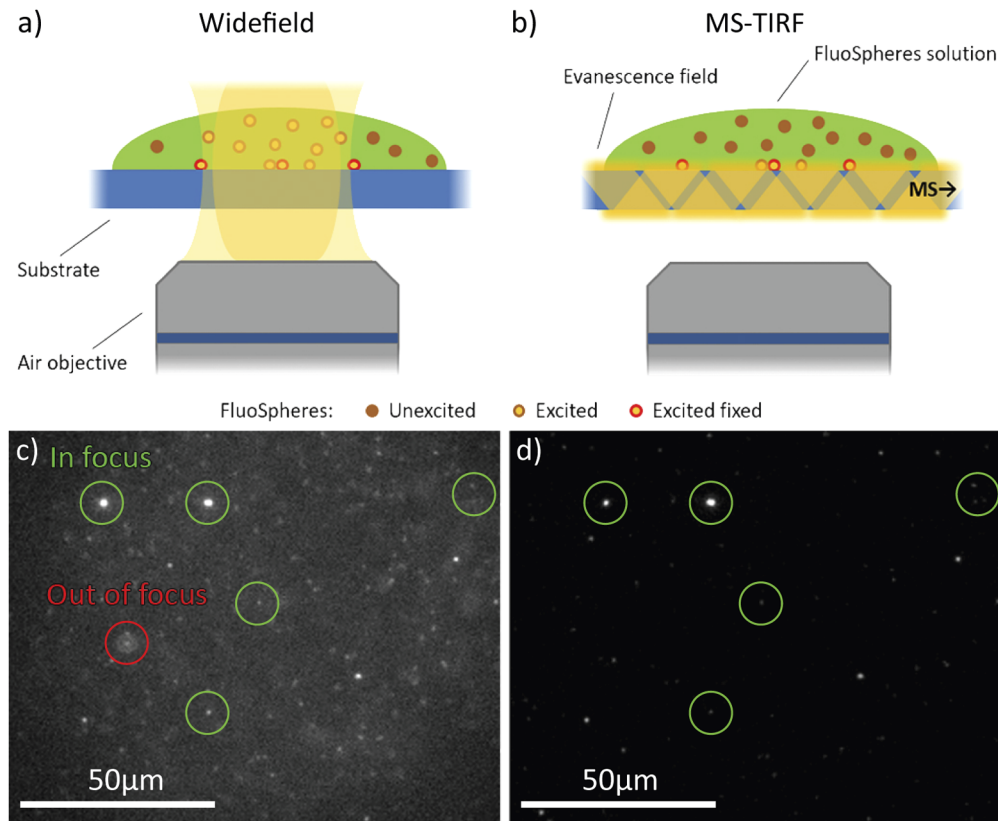 a)
Widefield
b)
MS-TIRF
FluoSpheres solution
Evanescence field
MS→
Substrate
Air objective
FluoSpheres:
Unexcited
Excited
Excited fixed
c)
In focus
Out of focus
50µm
d)
50µm